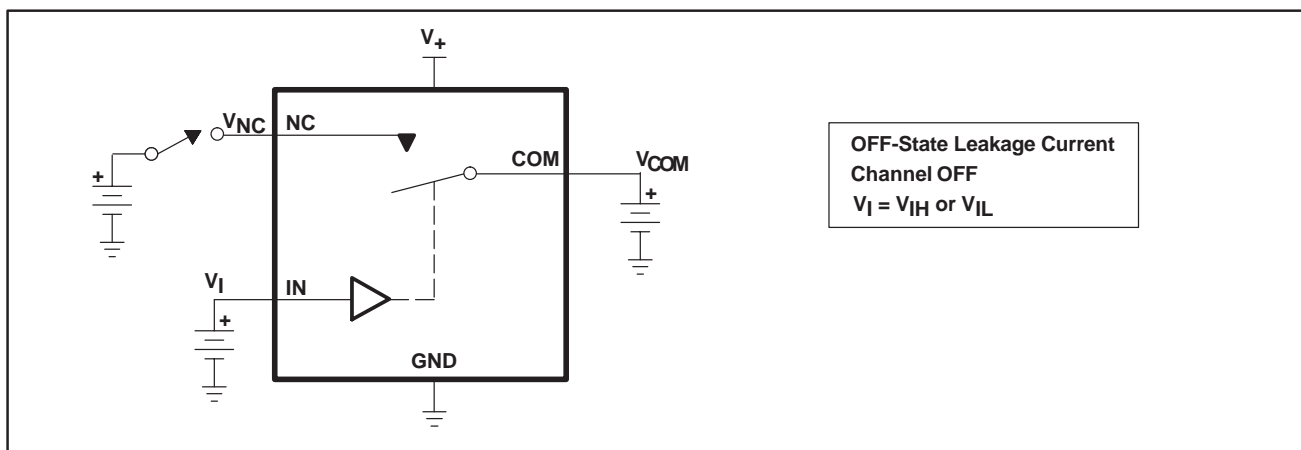 V+
VNC
NC
COM
VCOM
+
+
VI
IN
+
GND
OFF-State Leakage Current
Channel OFF
VI = VIH or VIL